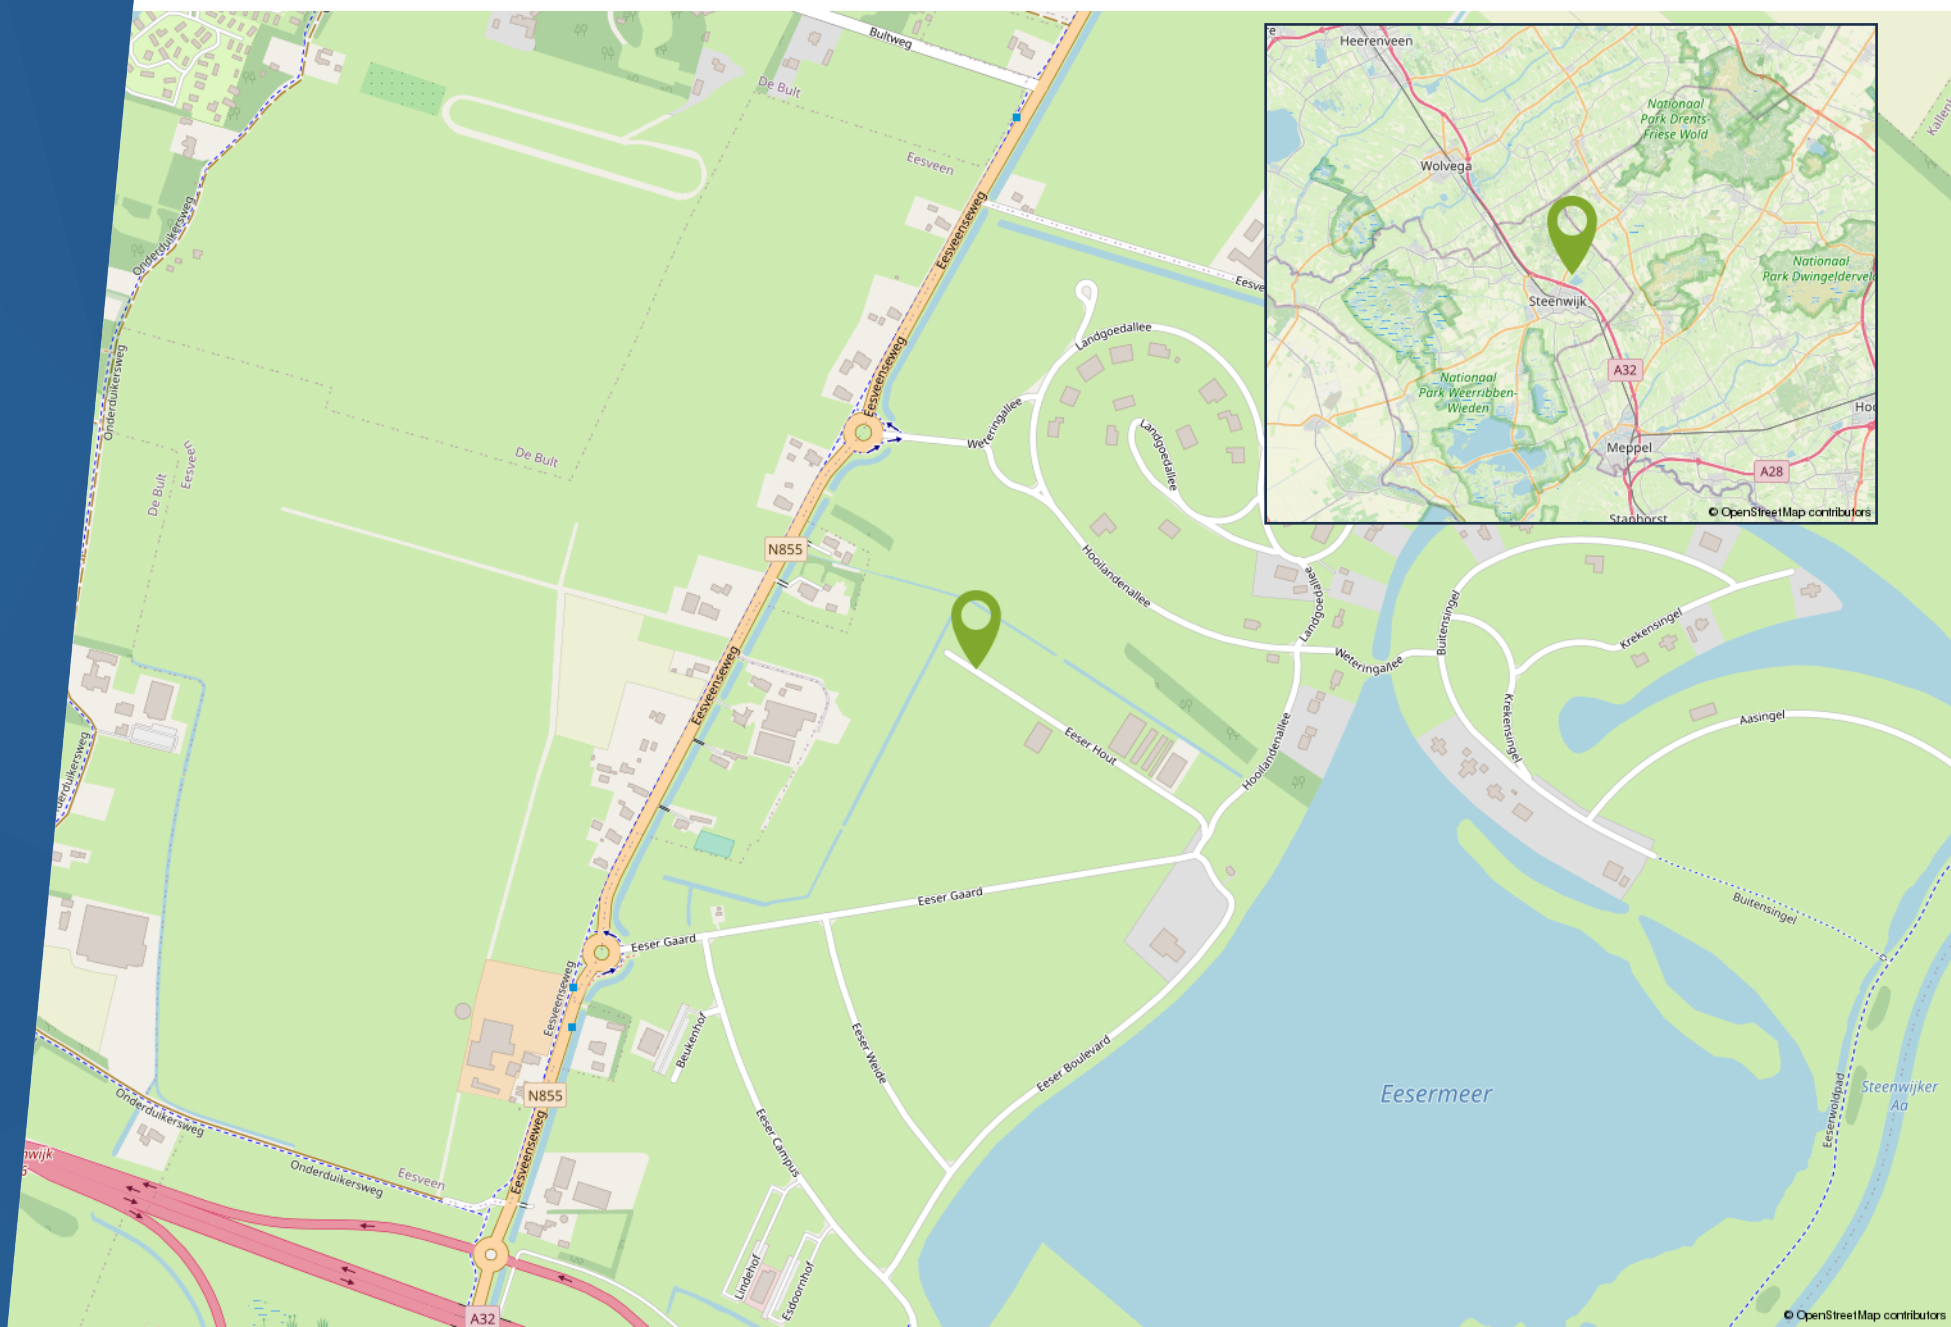 Bultweg
De Bult
Eesveen
Onderduikersweg
Eesveenseweg
Onderduikersweg
Eesveenseweg
Landgoedallee
Weteringallee
Landgoedallee
De Bult
De Bult
Eesveen
N855
Hooilandenallee
Landgoedallee
Weteringallee
Buitensingel
Krekensingel
Krekensingel
Aasingel
Eesveenseweg
Eeser Hout
Hooilandenallee
Eeser Gaard
Eeser Gaard
Buitensingel
Eesveenseweg
Beukenhof
Eeser Weide
Eeser Boulevard
Eesermeer
Eeserwoldpad
Steenwijker
Aa
N855
Onderduikersweg
Eeser Campus
Eesveenseweg
Eesveen
Onderduikersweg
Lindehof
Esdoornhof
A32
© OpenStreetMap contributors
Heerenveen
Nationaal
Park Drents-
Friese Wold
Wolvega
Nationaal
Park Dwingelderveld
Steenwijk
A32
Nationaal
Park Weerribben-
Wieden
Meppel
A28
Staphorst
© OpenStreetMap contributors